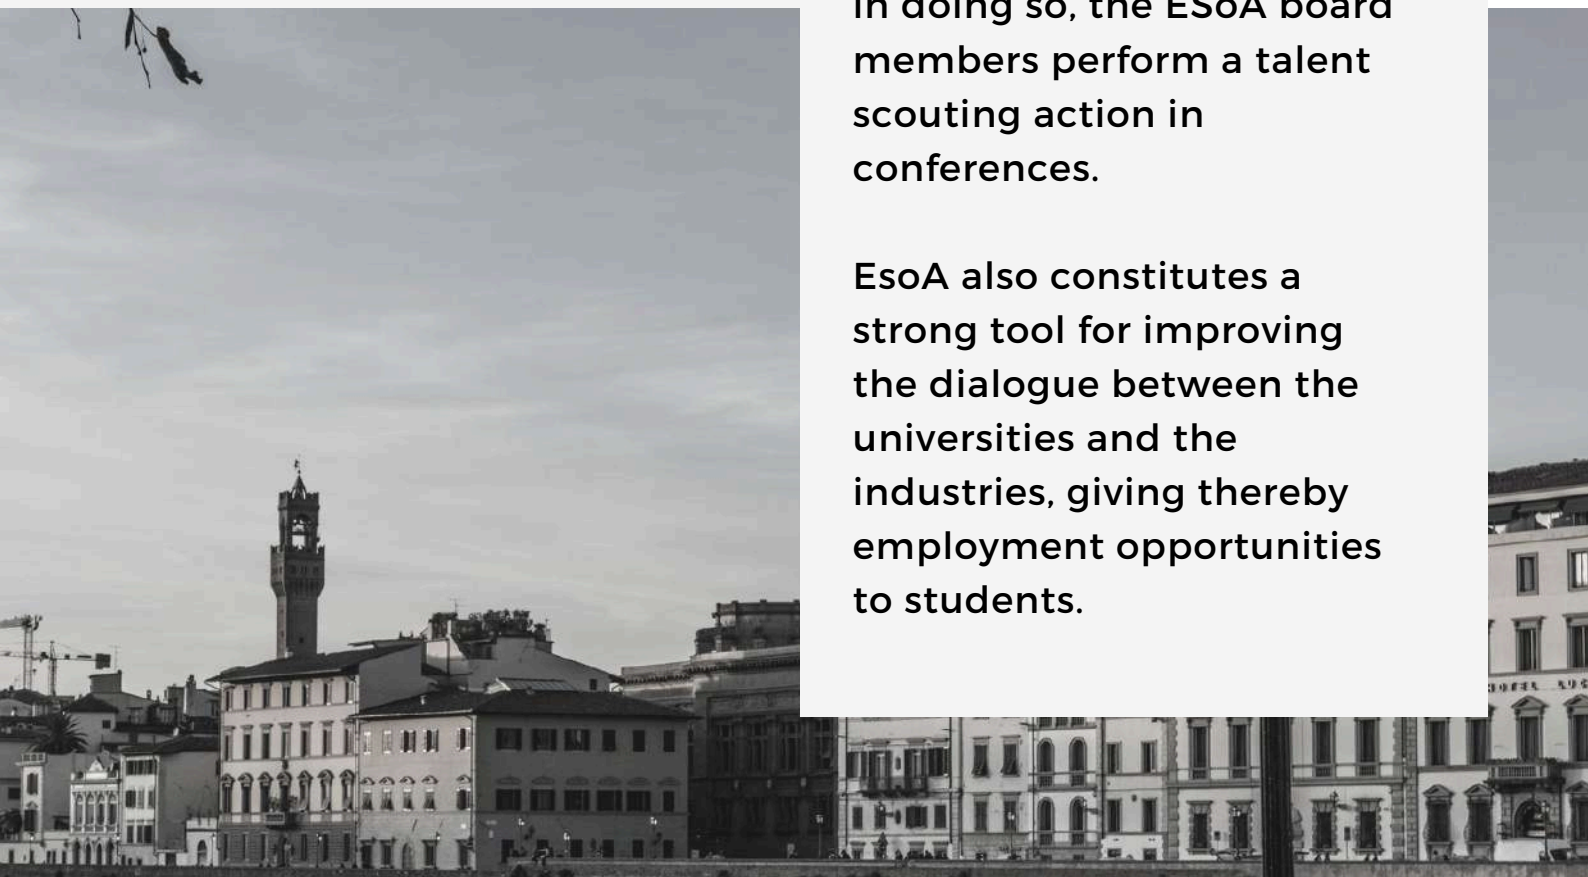 In doing so, the ESoA board
members perform a talent
scouting action in
conferences.
EsoA also constitutes a
strong tool for improving
the dialogue between the
universities and the
industries, giving thereby
employment opportunities
to students.
HOTEL